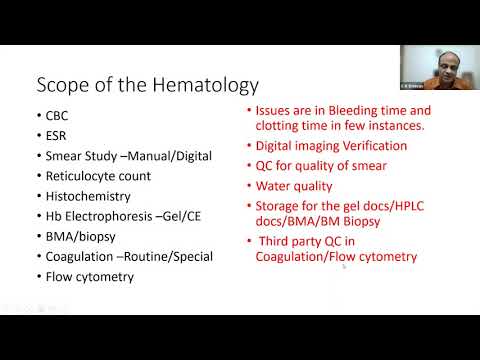 Scope of the Hematology
• CBC
• ESR
• Smear Study –Manual/Digital
• Reticulocyte count
• Histochemistry
• Hb Electrophoresis –Gel/CE
• BMA/biopsy
• Coagulation –Routine/Special
• Flow cytometry
• Issues are in Bleeding time and
clotting time in few instances.
• Digital imaging Verification
• QC for quality of smear
• Water quality
• Storage for the gel docs/HPLC
docs/BMA/BM Biopsy
• Third party QC in
Coagulation/Flow cytometry